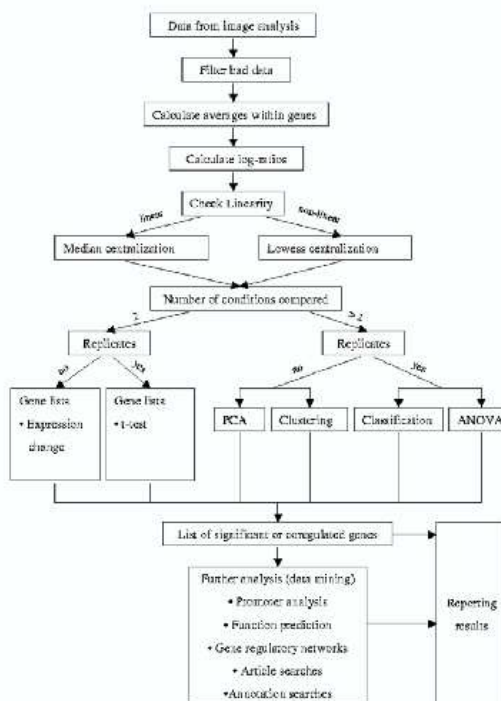 Data from image analysis
Filter bad data
Calculate averages within genes
Calculate log-ratios
Check Linearity
linear
non-linear
Median centralization
Lowess centralization
Number of conditions compared
2
>2
Replicates
Replicates
no
yes
no
yes
Gene lists
• Expression
change
Gene lists
• t-test
PCA
Clustering
Classification
ANOVA
List of significant or coregulated genes
Further analysis (data mining)
• Promoter analysis
• Function prediction
• Gene regulatory networks
• Article searches
•Annotation searches
Reporting
results